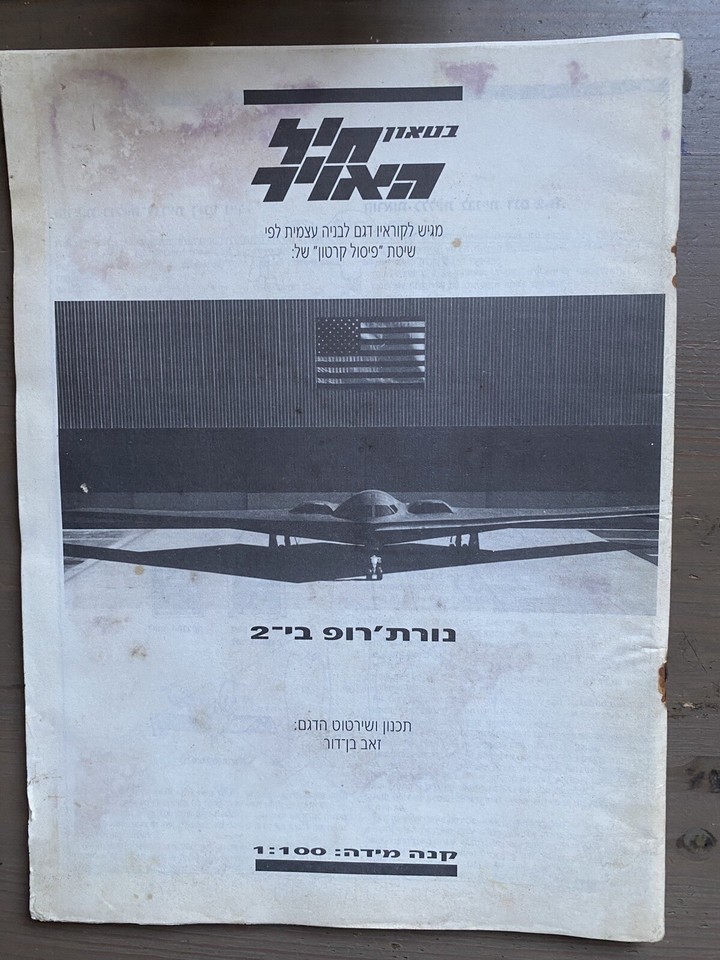 בטאון חיל
האויר
מגיש לקוראיו דגם לבניה עצמית לפי
שיטת "פיסול קרטון" של:
נורת'רופ בי-2
תכנון ושירטוט הדגם:
זאב בן-דור
קנה מידה: 1:100